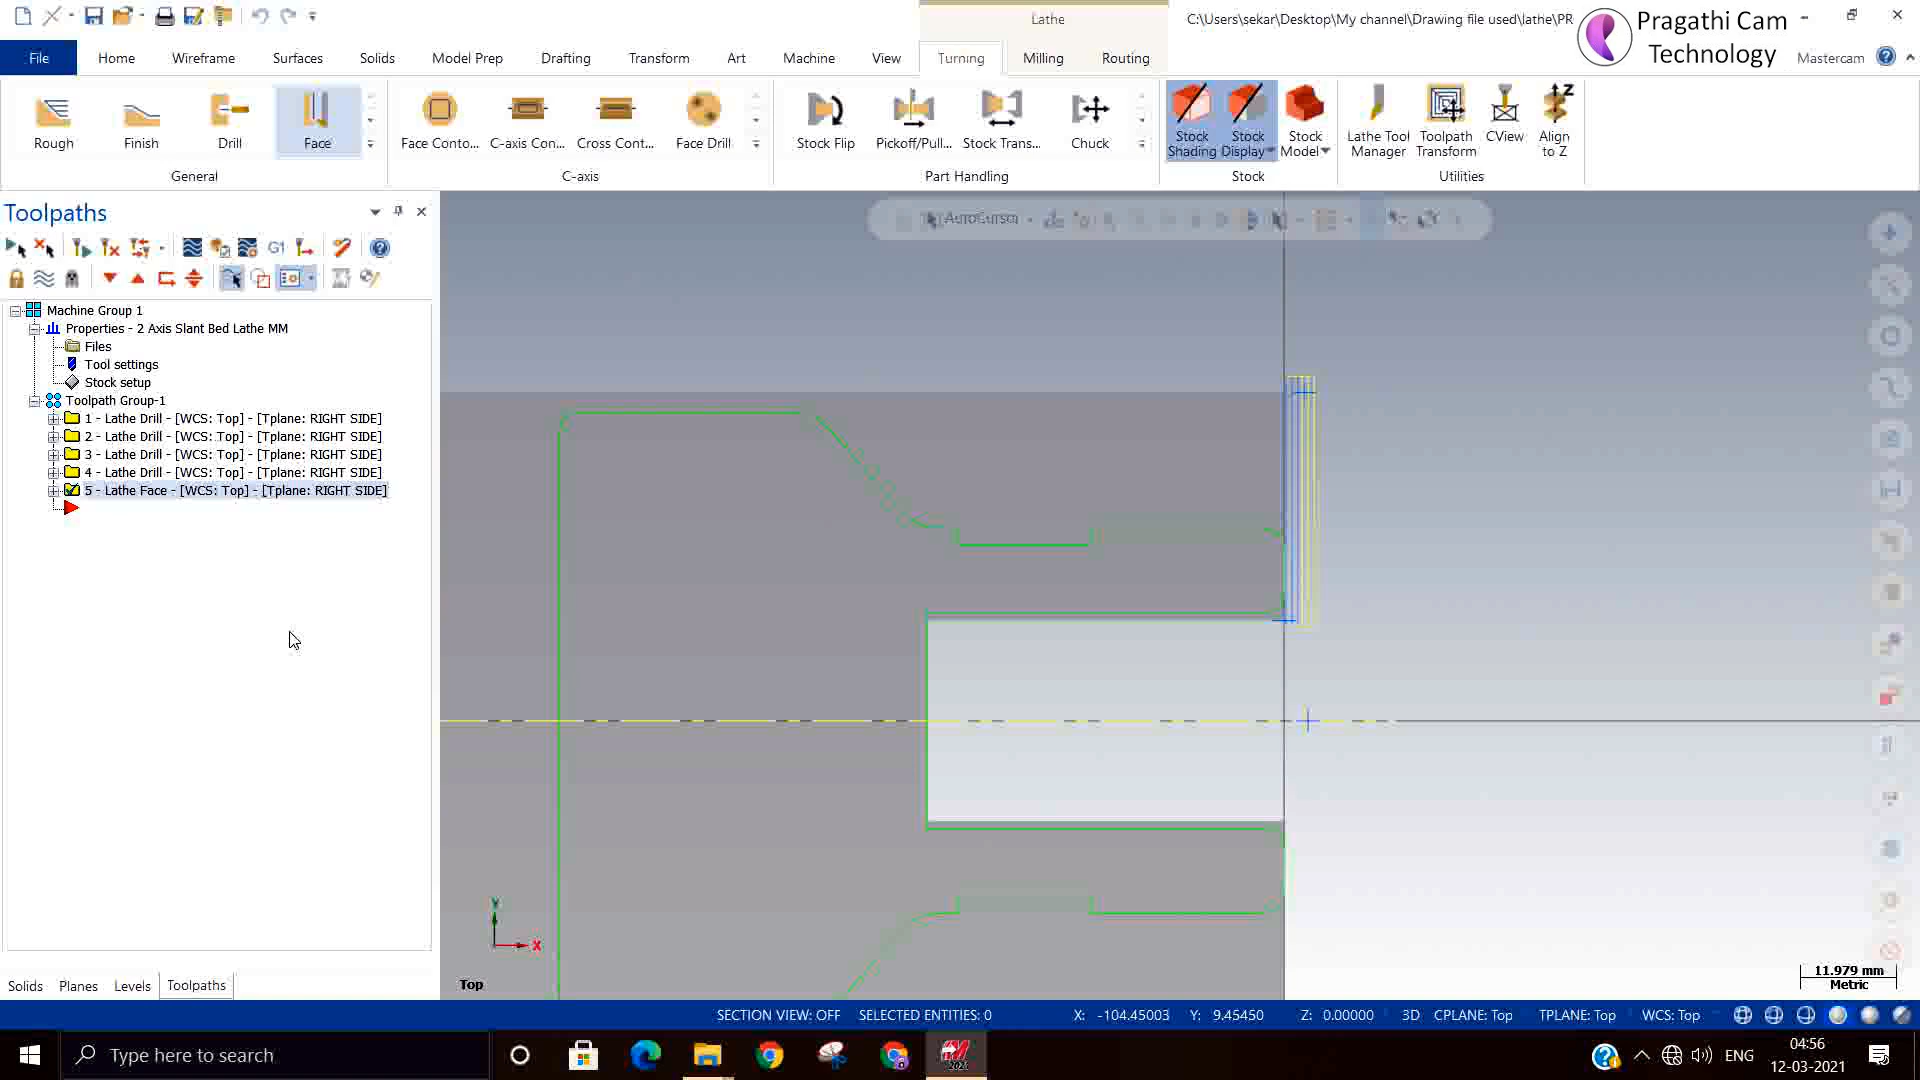 Lathe
C:\Users\sekar\Desktop\My channel\Drawing file used\lathe\PR
Pragathi Cam
Technology
File
Home
Wireframe
Surfaces
Solids
Model Prep
Drafting
Transform
Art
Machine
View
Turning
Milling
Routing
Mastercam
Rough
Finish
Drill
Face
Face Conto...
C-axis Con...
Cross Cont...
Face Drill
Stock Flip
Pickoff/Pull...
Stock Trans...
Chuck
Stock
Shading
Stock
Display
Stock
Model
Lathe Tool
Manager
Toolpath
Transform
CView
Align
to Z
General
C-axis
Part Handling
Stock
Utilities
Toolpaths
AutoCursor
G1
Machine Group 1
Properties - 2 Axis Slant Bed Lathe MM
Files
Tool settings
Stock setup
Toolpath Group-1
1 - Lathe Drill - [WCS: Top] - [Tplane: RIGHT SIDE]
2 - Lathe Drill - [WCS: Top] - [Tplane: RIGHT SIDE]
3 - Lathe Drill - [WCS: Top] - [Tplane: RIGHT SIDE]
4 - Lathe Drill - [WCS: Top] - [Tplane: RIGHT SIDE]
5 - Lathe Face - [WCS: Top] - [Tplane: RIGHT SIDE]
Y
X
Top
11.979 mm
Metric
Solids
Planes
Levels
Toolpaths
SECTION VIEW: OFF
SELECTED ENTITIES: 0
X: -104.45003
Y: 9.45450
Z: 0.00000
3D
CPLANE: Top
TPLANE: Top
WCS: Top
Type here to search
2021
ENG
04:56
12-03-2021